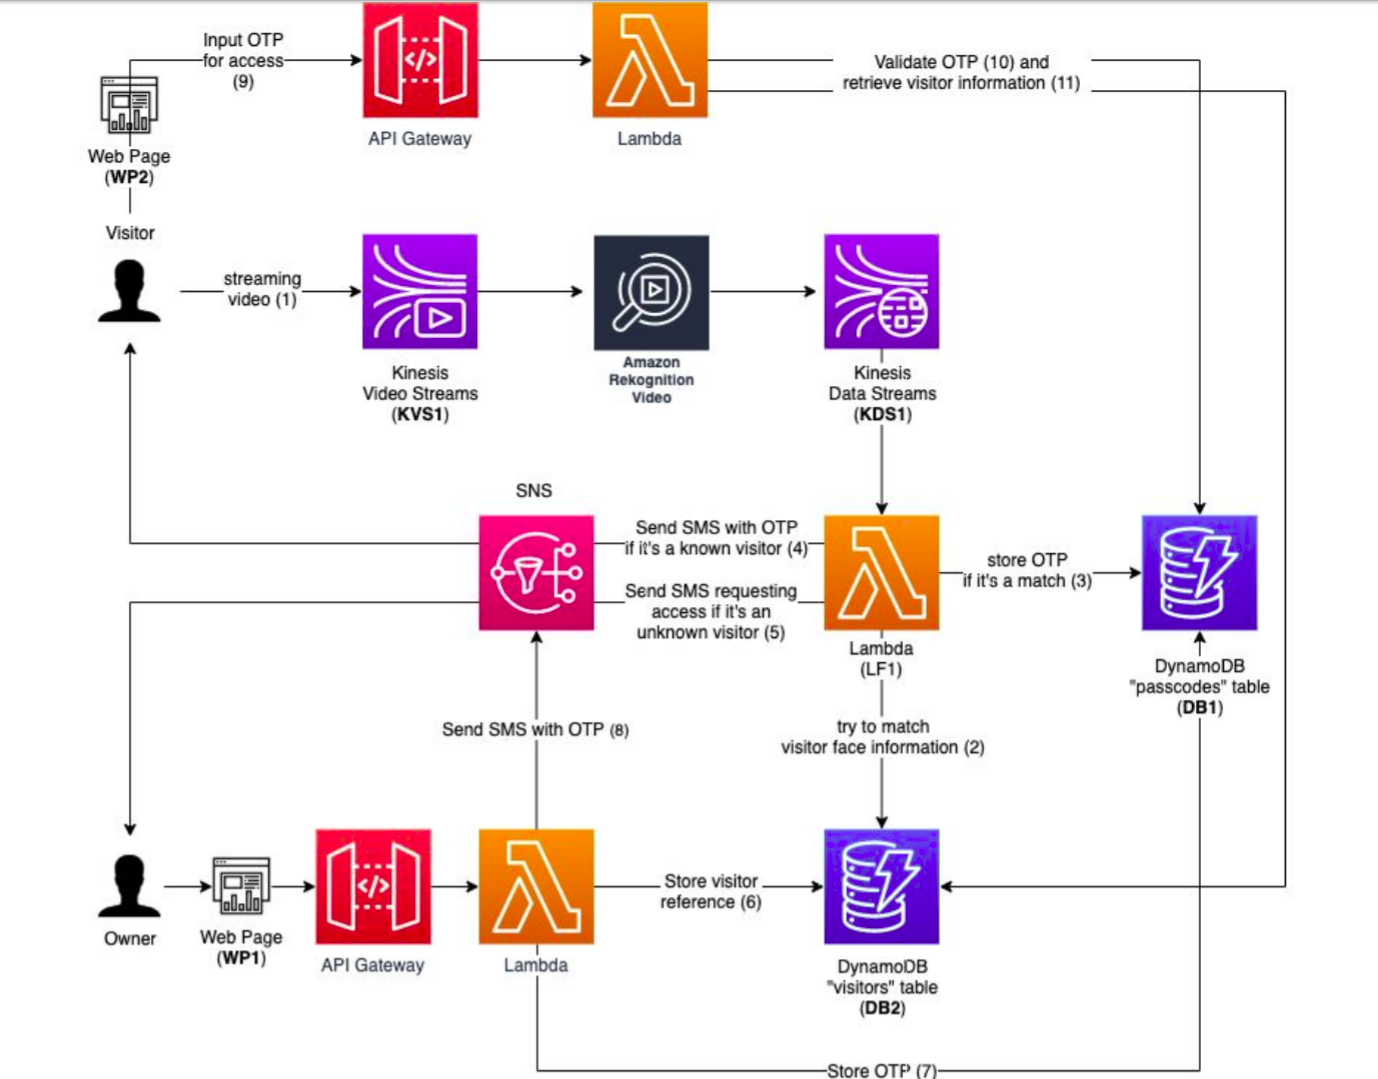 Input OTP
for access
(9)
</>
API Gateway
Lambda
Validate OTP (10) and
retrieve visitor information (11)
Web Page
(WP2)
Visitor
streaming
video (1)
Kinesis
Video Streams
(KVS1)
Amazon
Rekognition
Video
Kinesis
Data Streams
(KDS1)
SNS
Send SMS with OTP
if it's a known visitor (4)
Send SMS requesting
access if it's an
unknown visitor (5)
store OTP
if it's a match (3)
Lambda
(LF1)
DynamoDB
"passcodes" table
(DB1)
try to match
visitor face information (2)
Send SMS with OTP (8)
Owner
Web Page
(WP1)
</>
API Gateway
Lambda
Store visitor
reference (6)
DynamoDB
"visitors" table
(DB2)
Store OTP (7)